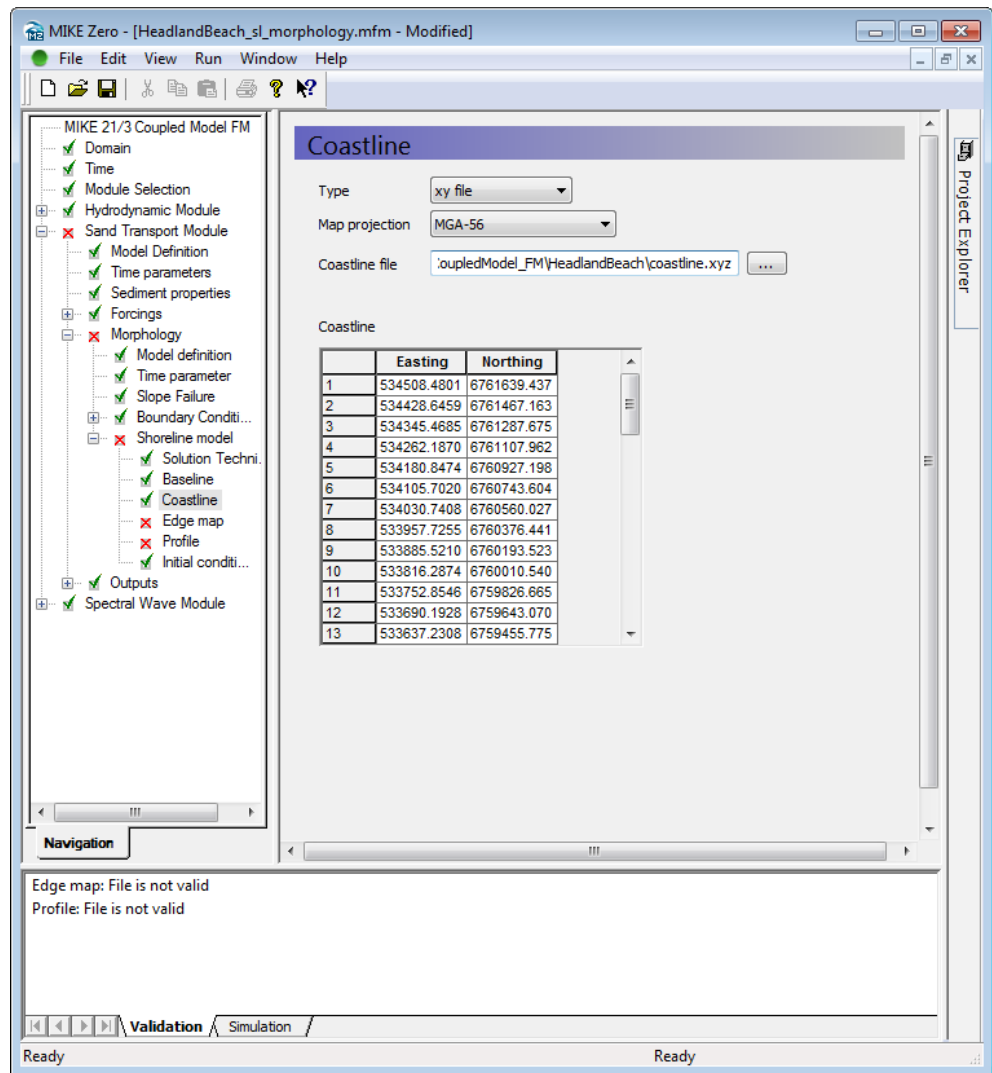 MIKE Zero - [HeadlandBeach_sl_morphology.mfm - Modified]
File Edit View Run Window Help
MIKE 21/3 Coupled Model FM
Domain
Time
Module Selection
Hydrodynamic Module
Sand Transport Module
Model Definition
Time parameters
Sediment properties
Forcings
Morphology
Model definition
Time parameter
Slope Failure
Boundary Conditi...
Shoreline model
Solution Techni.
Baseline
Coastline
Edge map
Profile
Initial conditi...
Outputs
Spectral Wave Module
Navigation
Coastline
Type xy file
Map projection MGA-56
Coastline file :oupledModel_FM\HeadlandBeach\coastline.xyz ...
Coastline
Easting Northing
1 534508.4801 6761639.437
2 534428.6459 6761467.163
3 534345.4685 6761287.675
4 534262.1870 6761107.962
5 534180.8474 6760927.198
6 534105.7020 6760743.604
7 534030.7408 6760560.027
8 533957.7255 6760376.441
9 533885.5210 6760193.523
10 533816.2874 6760010.540
11 533752.8546 6759826.665
12 533690.1928 6759643.070
13 533637.2308 6759455.775
Project Explorer
Edge map: File is not valid
Profile: File is not valid
Validation Simulation
Ready Ready